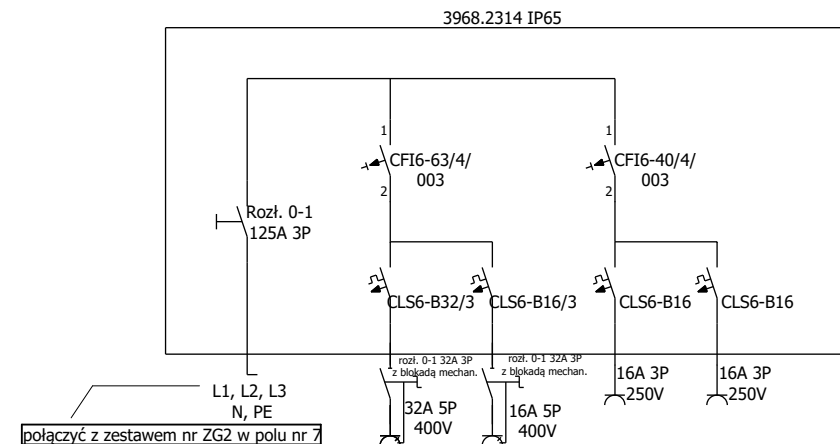 3968.2314 IP65
1
1
CFI6-63/4/
003
CFI6-40/4/
003
2
2
Rozł. 0-1
125A 3P
CLS6-B32/3
CLS6-B16/3
CLS6-B16
CLS6-B16
rozł. 0-1 32A 3P
z blokadą mechan.
rozł. 0-1 32A 3P
z blokadą mechan.
16A 3P
250V
16A 3P
250V
L1, L2, L3
N, PE
32A 5P
400V
16A 5P
400V
połączyć z zestawem nr ZG2 w polu nr 7